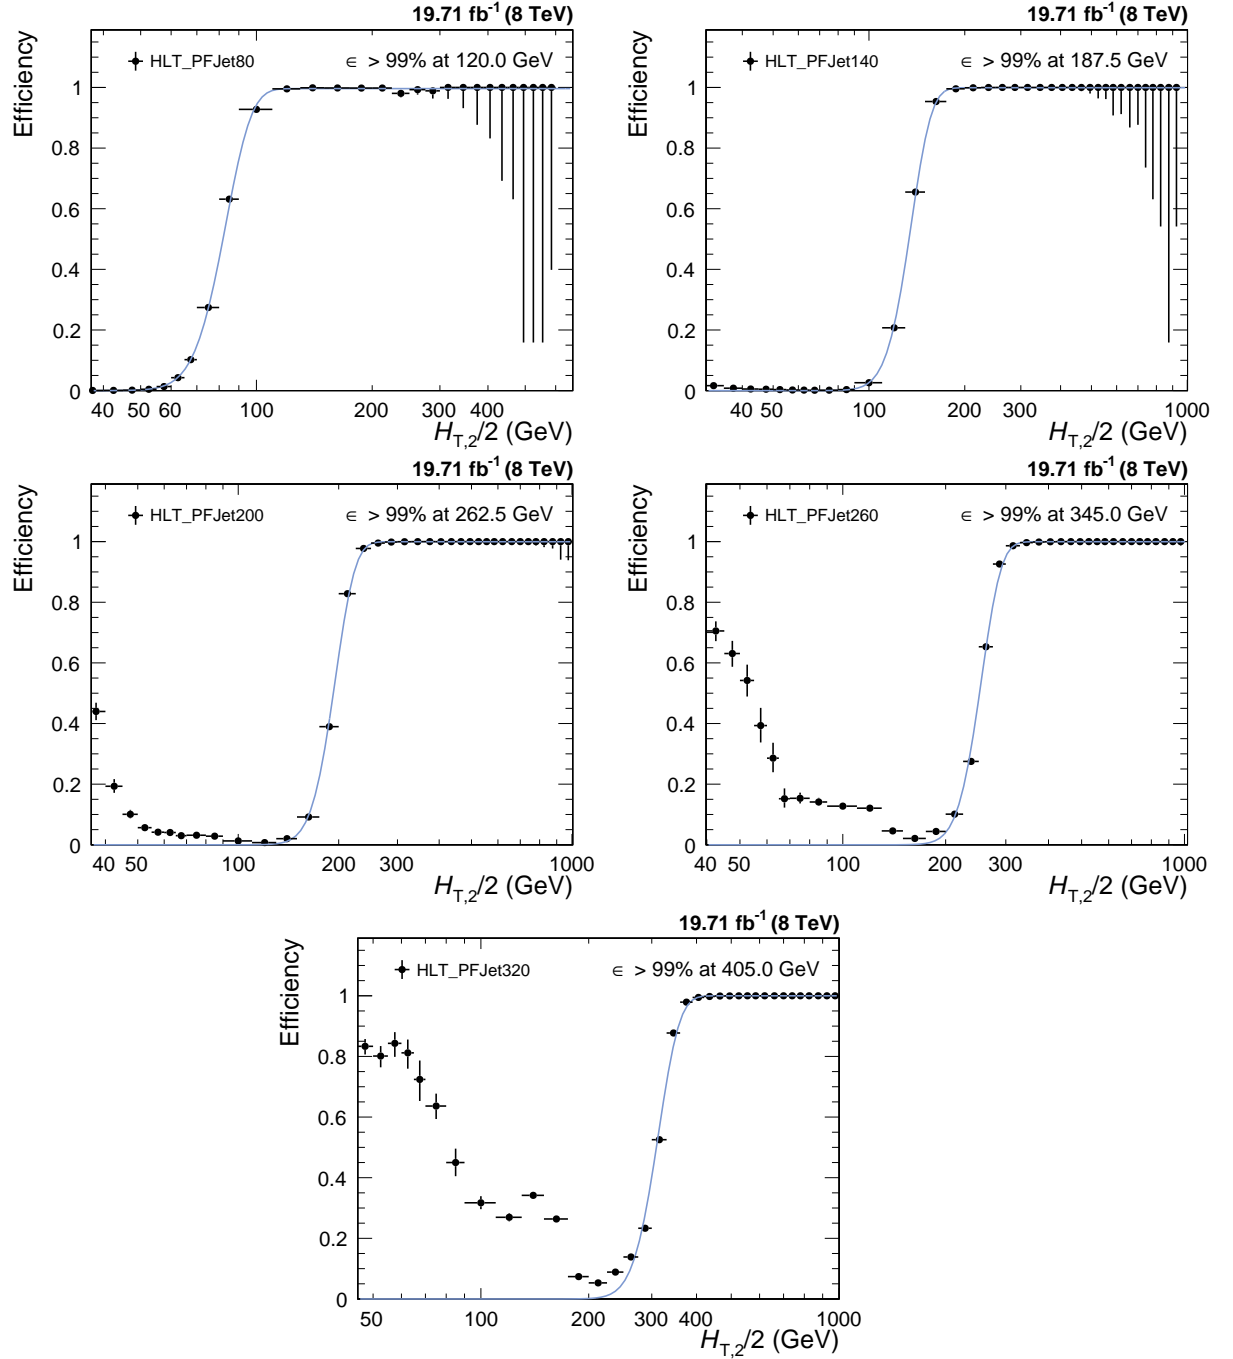 19.71 fb-1 (8 TeV)
Efficiency
HLT_PFJet80
∈ > 99% at 120.0 GeV
1
0.8
0.6
0.4
0.2
0
40 50 60 100 200 300 400
HT,2/2 (GeV)
19.71 fb-1 (8 TeV)
Efficiency
HLT_PFJet140
∈ > 99% at 187.5 GeV
1
0.8
0.6
0.4
0.2
0
40 50 100 200 300 1000
HT,2/2 (GeV)
19.71 fb-1 (8 TeV)
Efficiency
HLT_PFJet200
∈ > 99% at 262.5 GeV
1
0.8
0.6
0.4
0.2
0
40 50 100 200 300 1000
HT,2/2 (GeV)
19.71 fb-1 (8 TeV)
Efficiency
HLT_PFJet260
∈ > 99% at 345.0 GeV
1
0.8
0.6
0.4
0.2
0
40 50 100 200 300 1000
HT,2/2 (GeV)
19.71 fb-1 (8 TeV)
Efficiency
HLT_PFJet320
∈ > 99% at 405.0 GeV
1
0.8
0.6
0.4
0.2
0
50 100 200 300 400 1000
HT,2/2 (GeV)